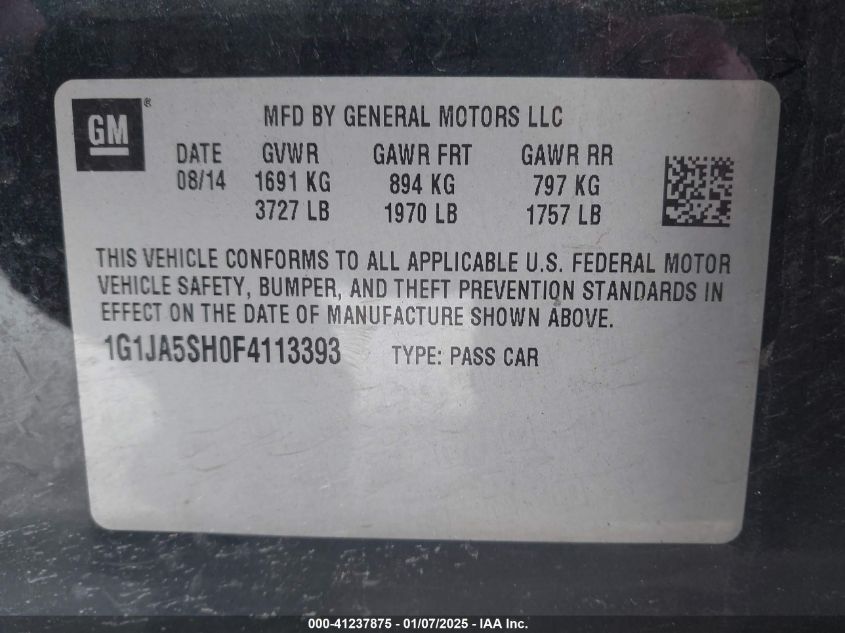 GM®
MFD BY GENERAL MOTORS LLC
DATE GVWR GAWR FRT GAWR RR
08/14 1691 KG 894 KG 797 KG
3727 LB 1970 LB 1757 LB
THIS VEHICLE CONFORMS TO ALL APPLICABLE U.S. FEDERAL MOTOR
VEHICLE SAFETY, BUMPER, AND THEFT PREVENTION STANDARDS IN
EFFECT ON THE DATE OF MANUFACTURE SHOWN ABOVE.
1G1JA5SH0F4113393 TYPE: PASS CAR
000-41237875 - 01/07/2025 - IAA Inc.